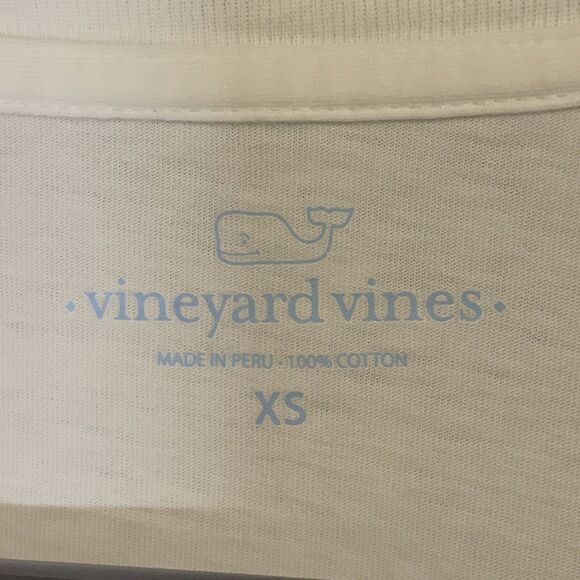 • vineyard vines •
MADE IN PERU - 100% COTTON
XS